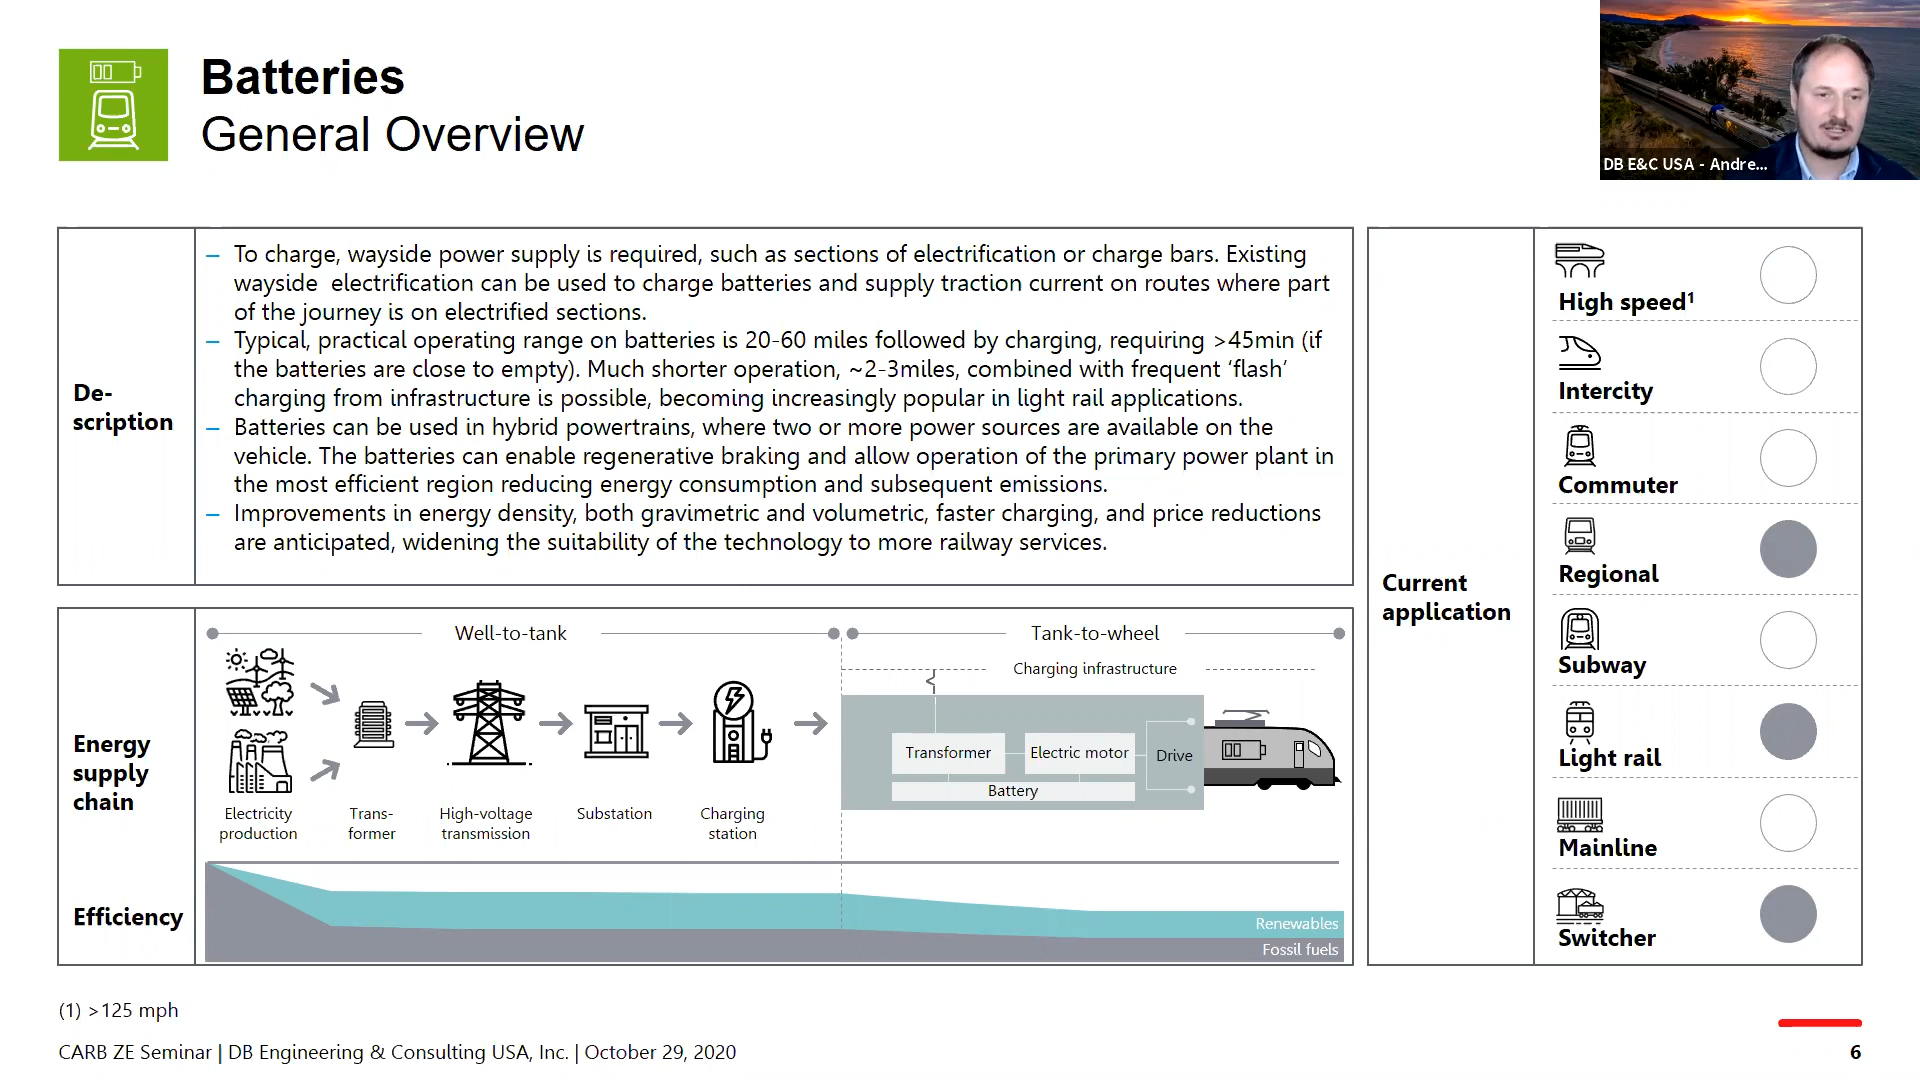 Batteries
General Overview
DB E&C USA - Andre...
De-
scription
– To charge, wayside power supply is required, such as sections of electrification or charge bars. Existing
wayside electrification can be used to charge batteries and supply traction current on routes where part
of the journey is on electrified sections.
– Typical, practical operating range on batteries is 20-60 miles followed by charging, requiring >45min (if
the batteries are close to empty). Much shorter operation, ~2-3miles, combined with frequent ‘flash’
charging from infrastructure is possible, becoming increasingly popular in light rail applications.
– Batteries can be used in hybrid powertrains, where two or more power sources are available on the
vehicle. The batteries can enable regenerative braking and allow operation of the primary power plant in
the most efficient region reducing energy consumption and subsequent emissions.
– Improvements in energy density, both gravimetric and volumetric, faster charging, and price reductions
are anticipated, widening the suitability of the technology to more railway services.
Energy
supply
chain
Well-to-tank
Tank-to-wheel
Charging infrastructure
Transformer
Electric motor
Drive
Battery
Electricity
production
Trans-
former
High-voltage
transmission
Substation
Charging
station
Efficiency
Renewables
Fossil fuels
Current
application
High speed¹
Intercity
Commuter
Regional
Subway
Light rail
Mainline
Switcher
(1) >125 mph
CARB ZE Seminar | DB Engineering & Consulting USA, Inc. | October 29, 2020
6